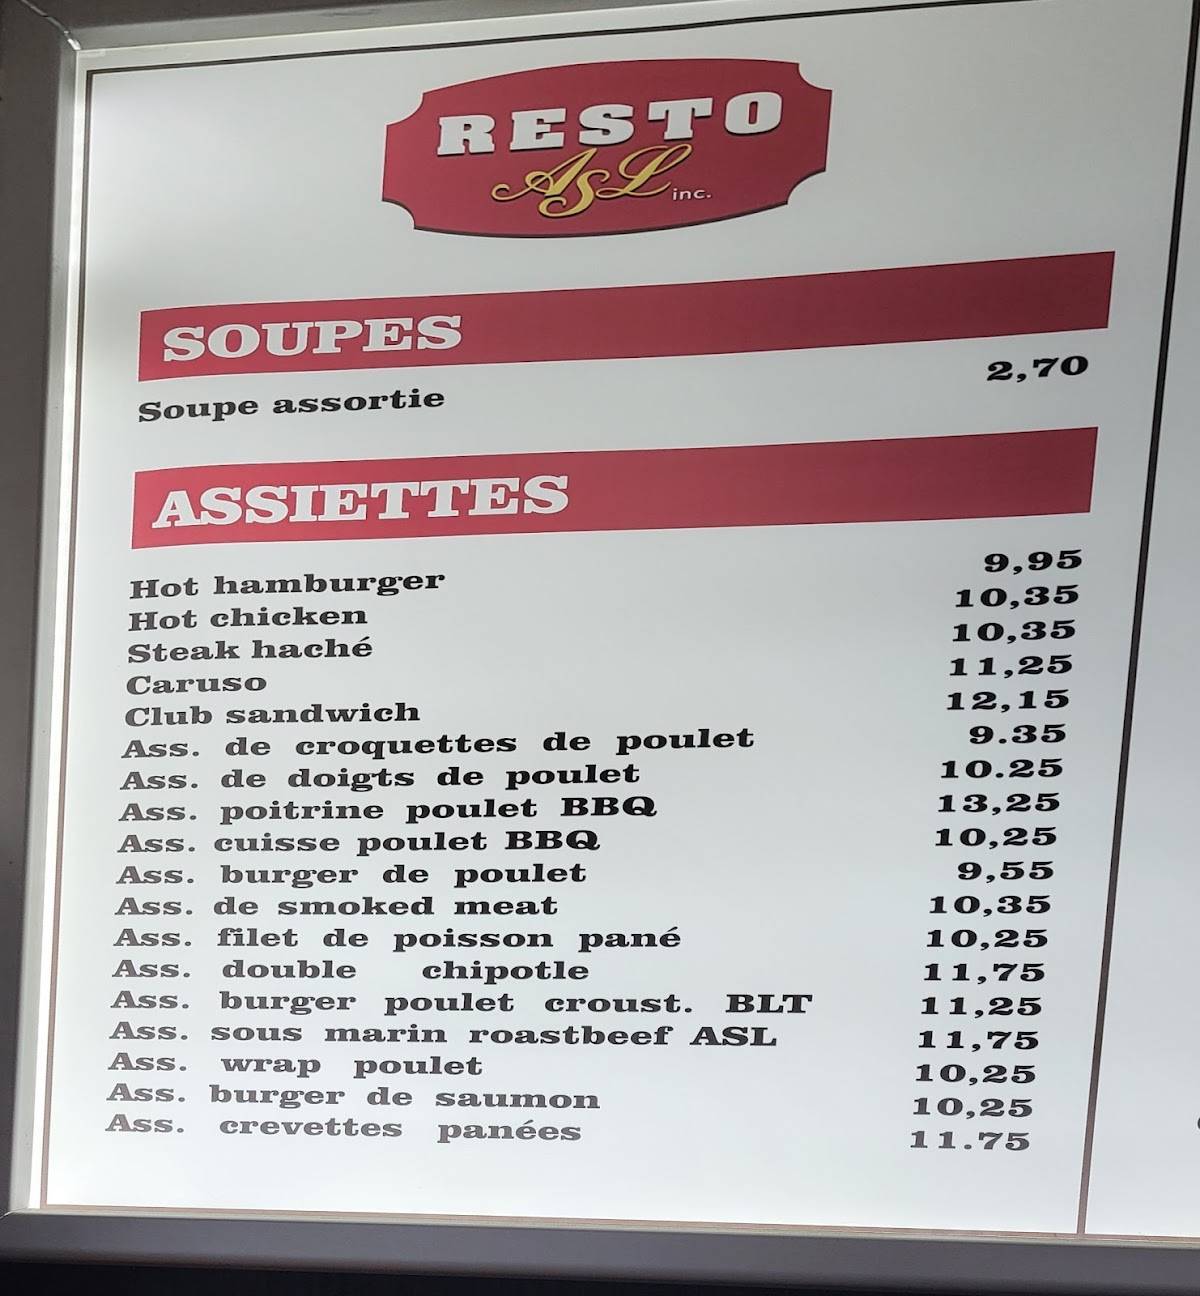 RESTO
ASL inc.
SOUPES
Soupe assortie 2,70
ASSIETTES
Hot hamburger 9,95
Hot chicken 10,35
Steak haché 10,35
Caruso 11,25
Club sandwich 12,15
Ass. de croquettes de poulet 9.35
Ass. de doigts de poulet 10.25
Ass. poitrine poulet BBQ 13,25
Ass. cuisse poulet BBQ 10,25
Ass. burger de poulet 9,55
Ass. de smoked meat 10,35
Ass. filet de poisson pané 10,25
Ass. double chipotle 11,75
Ass. burger poulet croust. BLT 11,25
Ass. sous marin roastbeef ASL 11,75
Ass. wrap poulet 10,25
Ass. burger de saumon 10,25
Ass. crevettes panées 11.75